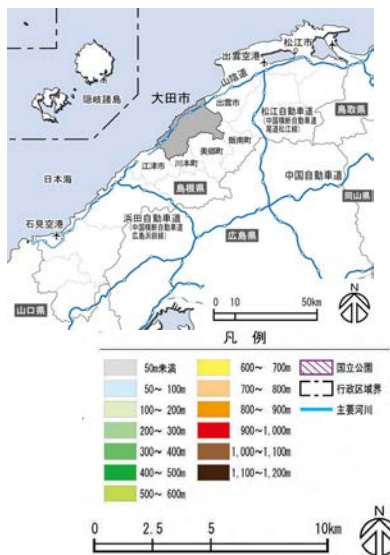 松江市
出雲空港
山陰道
隠岐諸島
大田市
出雲市
松江自動車道
(中国横断自動車道
尾道松江線)
鳥取県
飯南町
美郷町
川本町
江津市
日本海
島根県
中国自動車道
石見空港
浜田自動車道
(中国横断自動車道
広島浜田線)
岡山県
広島県
山口県
0 10 50km
N
凡 例
50m未満
50~ 100m
100~ 200m
200~ 300m
300~ 400m
400~ 500m
500~ 600m
600~ 700m
700~ 800m
800~ 900m
900~1,000m
1,000~1,100m
1,100~1,200m
国立公園
行政区域界
主要河川
0 2.5 5 10km
N